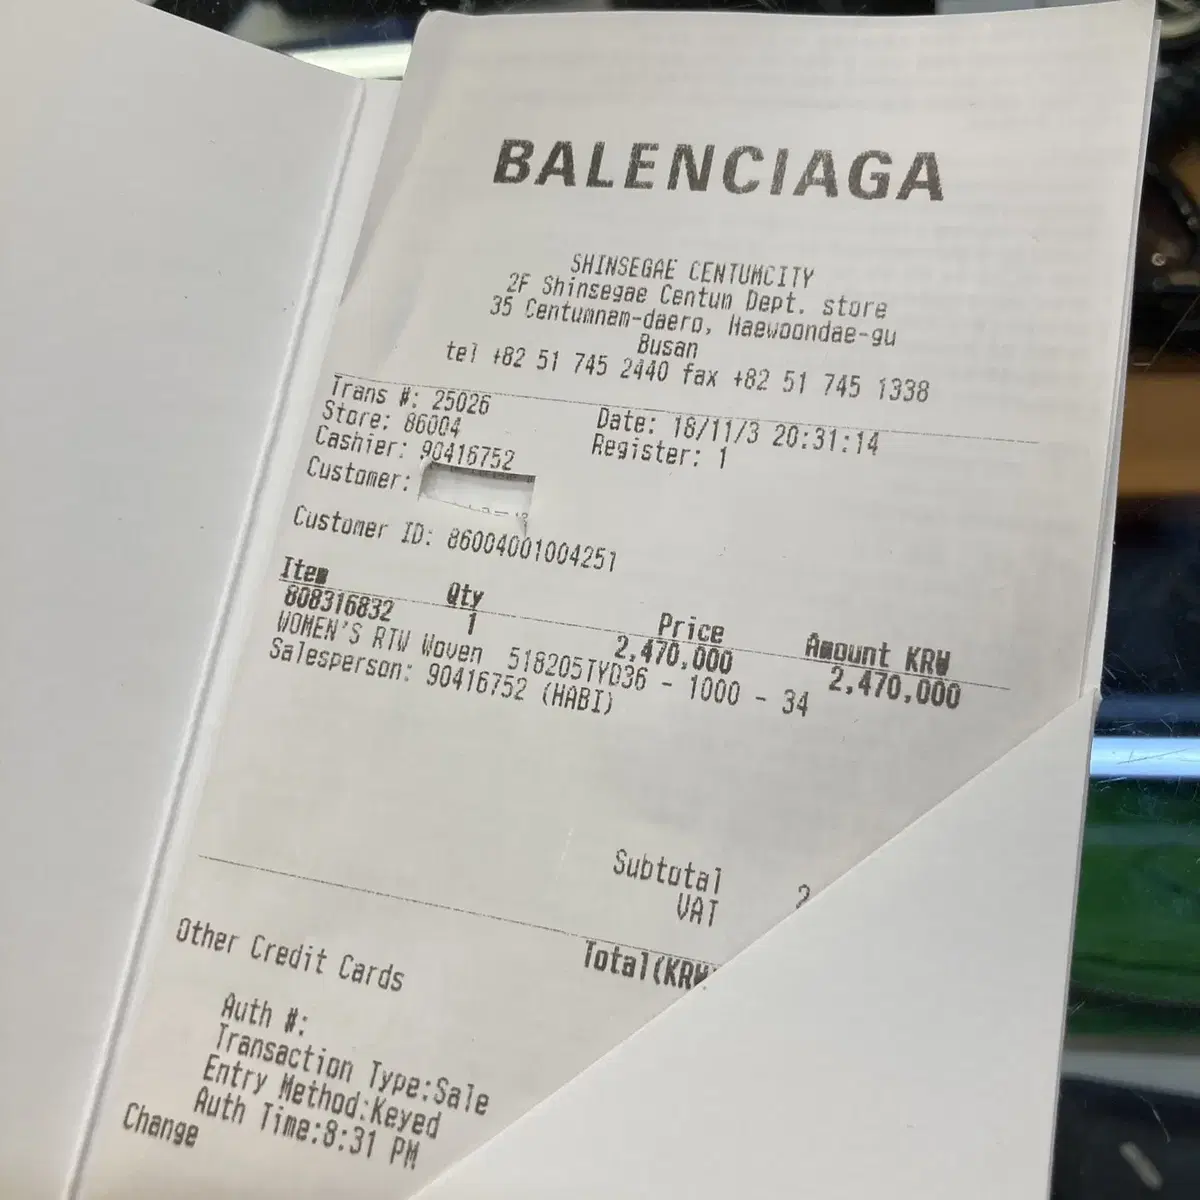 BALENCIAGA
SHINSEGAE CENTUMCITY
2F Shinsegae Centum Dept. store
35 Centumnam-daero, Haewoondae-gu
Busan
tel +82 51 745 2440 fax +82 51 745 1338
Trans #: 25026 Date: 18/11/3 20:31:14
Store: 86004 Register: 1
Cashier: 90416752
Customer:
Customer ID: 86004001004251
Item Qty Price Amount KRW
808316832 1 2,470,000 2,470,000
WOMEN'S RTW Woven 518205TYD36 - 1000 - 34
Salesperson: 90416752 (HABI)
Subtotal 2
VAT
Total(KRW
Other Credit Cards
Auth #:
Transaction Type:Sale
Entry Method:Keyed
Auth Time:8:31 PM
Change